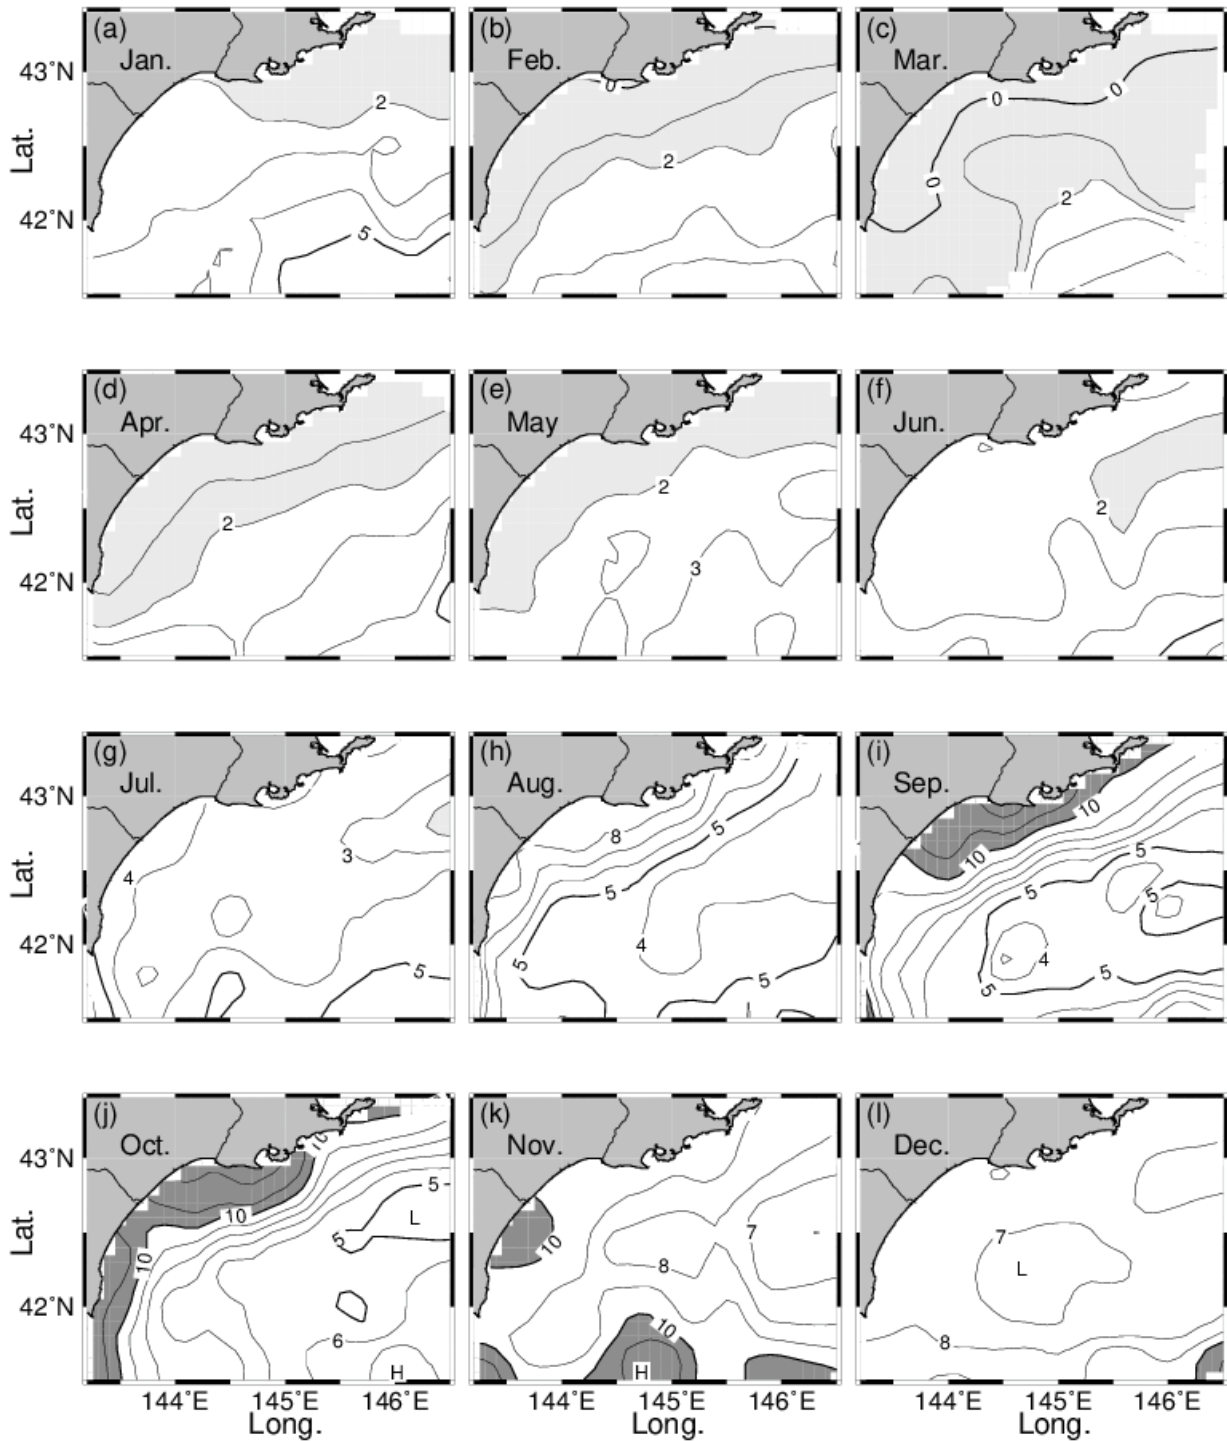 (a) (b) (c)
Jan. Feb. Mar.
43°N
0 0 0
2
Lat.
2
0
2
42°N
5
(d) (e) (f)
Apr. May Jun.
43°N
2
2
2
Lat.
3
42°N
(g) (h) (i)
Jul. Aug. Sep.
43°N
8 5 10
3 10 5
4 5 5 5
Lat.
4 4
42°N
5 5 5 5 5
(j) (k) (l)
Oct. Nov. Dec.
10
43°N
5
10 L 7 7
5 10
10 8 L
Lat.
42°N
6 10 8
H H
144°E 145°E 146°E 144°E 145°E 146°E 144°E 145°E 146°E
Long. Long. Long.